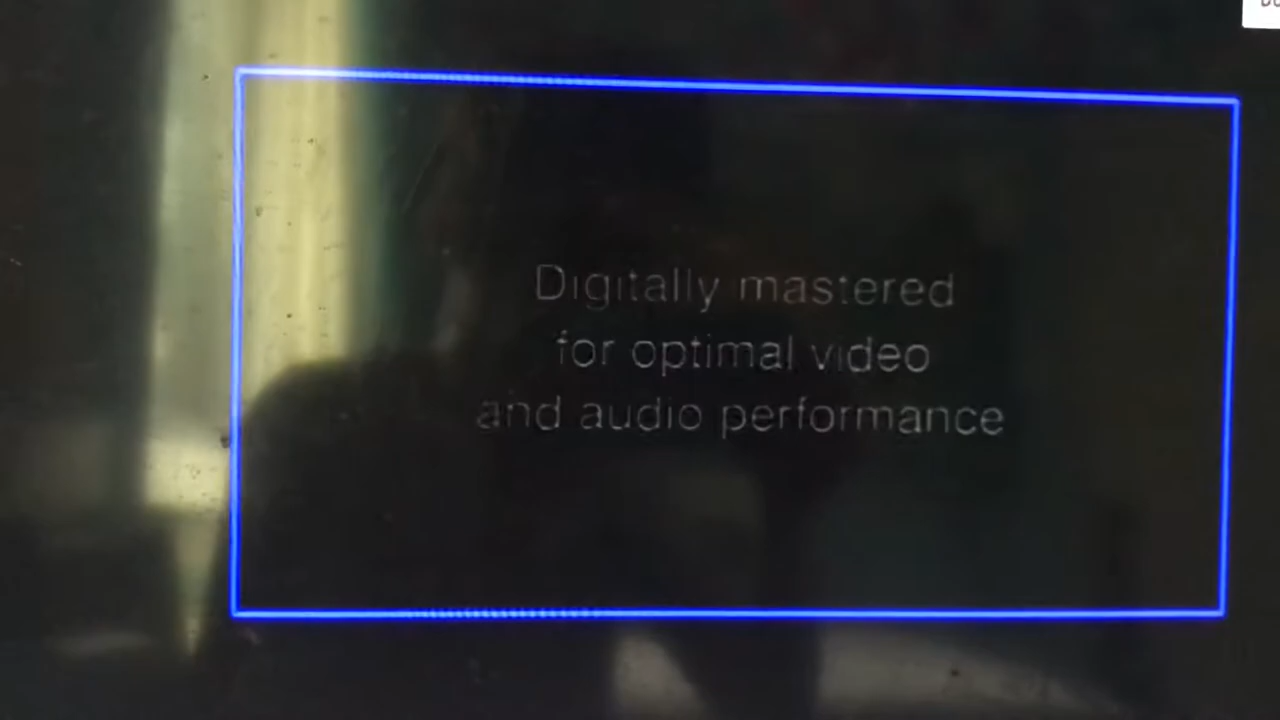 Digitally mastered
for optimal video
and audio performance